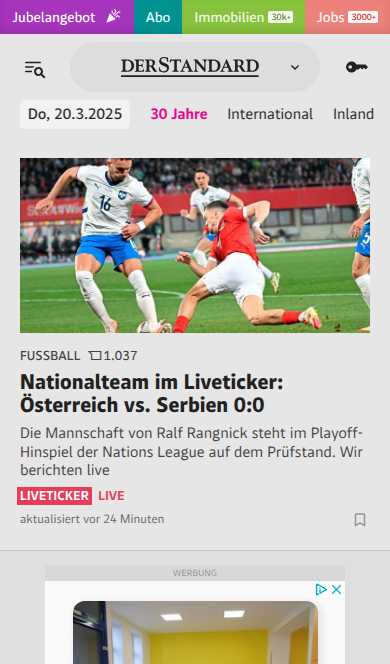 Jubelangebot
Abo
Immobilien 30k+
Jobs 3000+
DERSTANDARD
Do, 20.3.2025
30 Jahre
International
Inland
16
FUSSBALL 1.037
Nationalteam im Liveticker:
Österreich vs. Serbien 0:0
Die Mannschaft von Ralf Rangnick steht im Playoff-
Hinspiel der Nations League auf dem Prüfstand. Wir
berichten live
LIVETICKER LIVE
aktualisiert vor 24 Minuten
WERBUNG